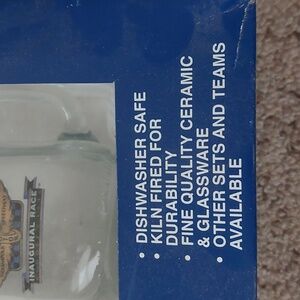 • DISHWASHER SAFE
• KILN FIRED FOR
DURABILITY
• FINE QUALITY CERAMIC
& GLASSWARE
• OTHER SETS AND TEAMS
AVAILABLE
INAUGURAL RACE